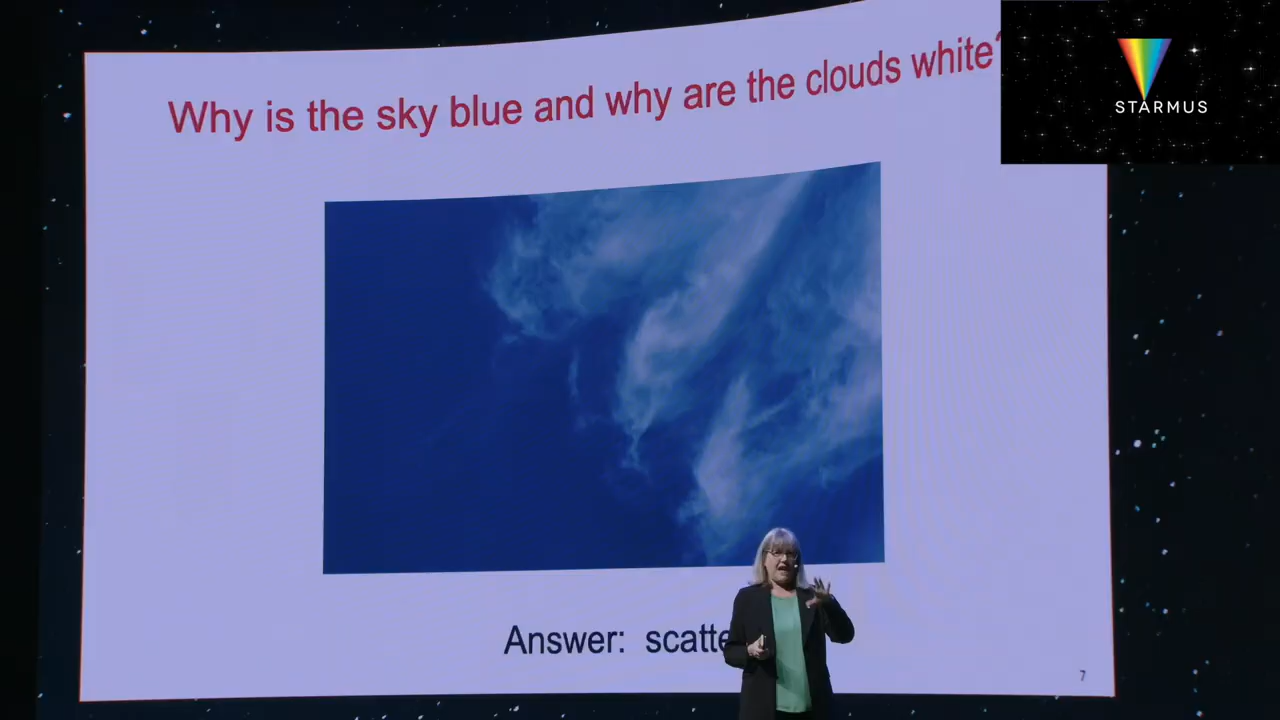 Why is the sky blue and why are the clouds white?
STARMUS
Answer: scatte
7